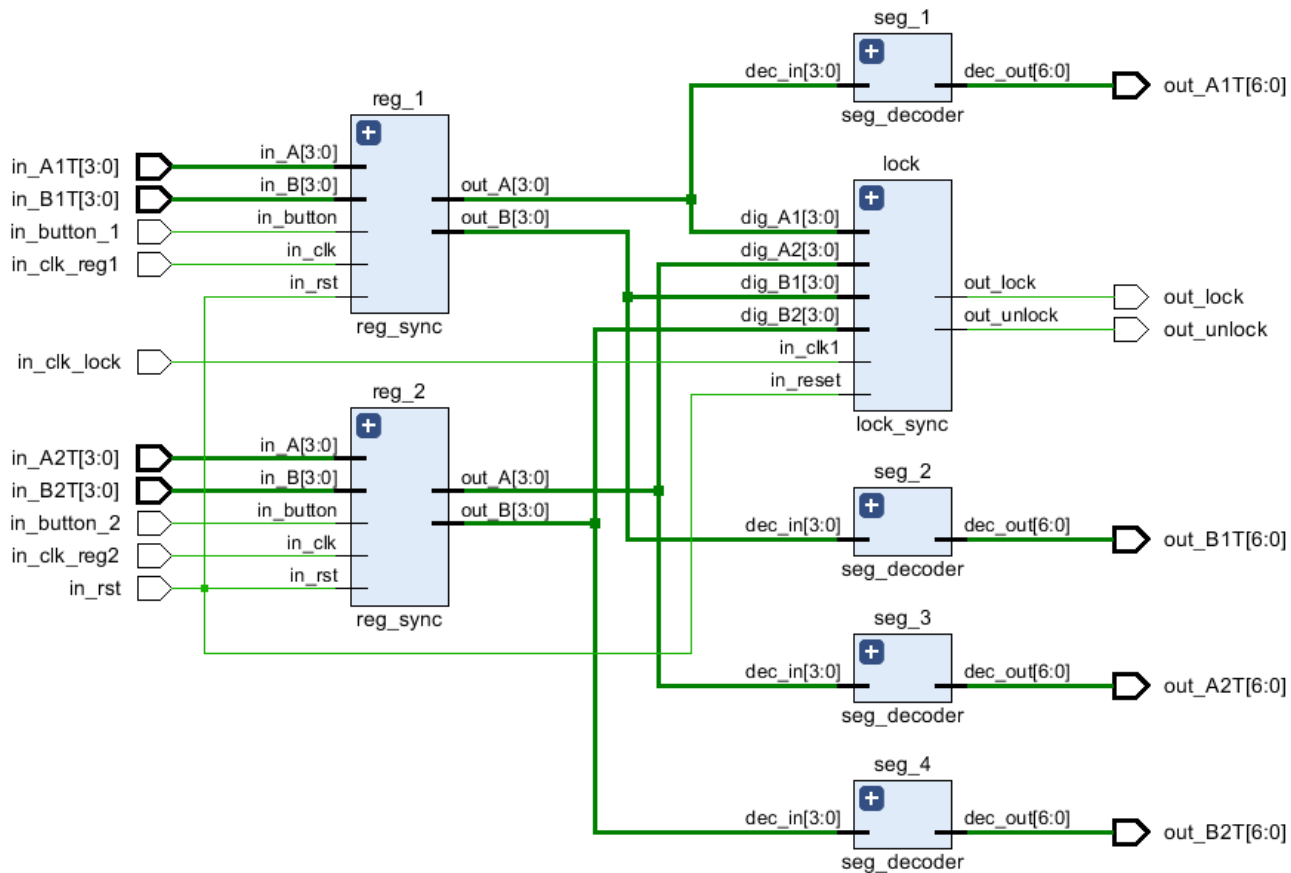 seg_1
dec_in[3:0]
dec_out[6:0]
out_A1T[6:0]
seg_decoder
reg_1
in_A1T[3:0]
in_B1T[3:0]
in_button_1
in_clk_reg1
in_A[3:0]
in_B[3:0]
in_button
in_clk
in_rst
out_A[3:0]
out_B[3:0]
reg_sync
lock
dig_A1[3:0]
dig_A2[3:0]
dig_B1[3:0]
dig_B2[3:0]
in_clk1
in_reset
out_lock
out_unlock
out_lock
out_unlock
lock_sync
in_clk_lock
reg_2
in_A2T[3:0]
in_B2T[3:0]
in_button_2
in_clk_reg2
in_rst
in_A[3:0]
in_B[3:0]
in_button
in_clk
in_rst
out_A[3:0]
out_B[3:0]
reg_sync
seg_2
dec_in[3:0]
dec_out[6:0]
out_B1T[6:0]
seg_decoder
seg_3
dec_in[3:0]
dec_out[6:0]
out_A2T[6:0]
seg_decoder
seg_4
dec_in[3:0]
dec_out[6:0]
out_B2T[6:0]
seg_decoder